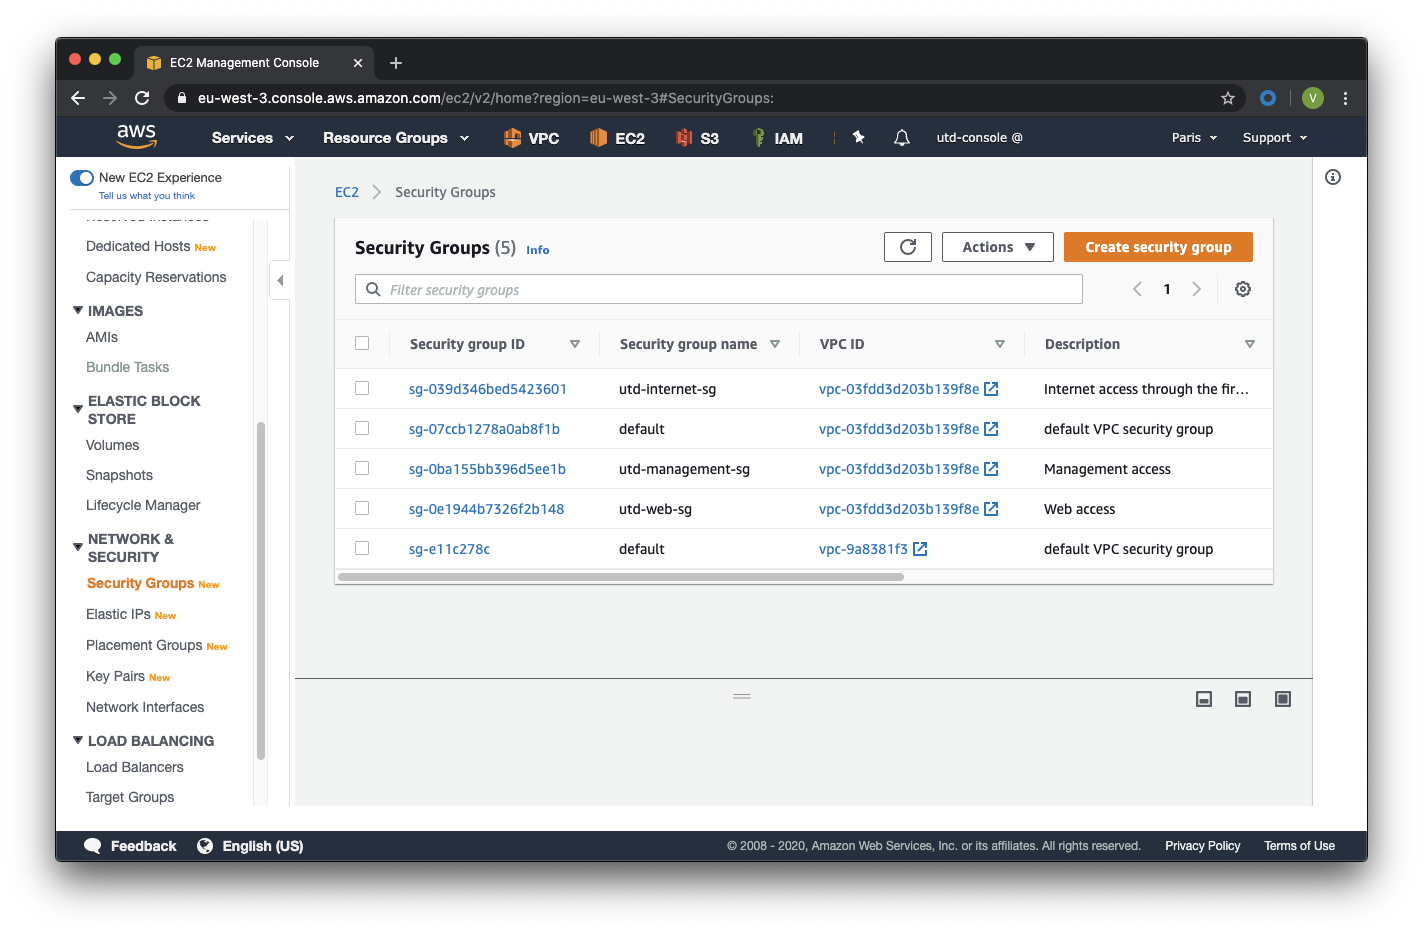 EC2 Management Console
eu-west-3.console.aws.amazon.com/ec2/v2/home?region=eu-west-3#SecurityGroups:
V
aws Services Resource Groups VPC EC2 S3 IAM utd-console @ Paris Support
New EC2 Experience
Tell us what you think
Reserved Instances
Dedicated Hosts New
Capacity Reservations
IMAGES
AMIs
Bundle Tasks
ELASTIC BLOCK
STORE
Volumes
Snapshots
Lifecycle Manager
NETWORK &
SECURITY
Security Groups New
Elastic IPs New
Placement Groups New
Key Pairs New
Network Interfaces
LOAD BALANCING
Load Balancers
Target Groups
EC2 Security Groups
Security Groups (5) Info
Actions
Create security group
Filter security groups
1
Security group ID Security group name VPC ID Description
sg-039d346bed5423601 utd-internet-sg vpc-03fdd3d203b139f8e Internet access through the fir...
sg-07ccb1278a0ab8f1b default vpc-03fdd3d203b139f8e default VPC security group
sg-0ba155bb396d5ee1b utd-management-sg vpc-03fdd3d203b139f8e Management access
sg-0e1944b7326f2b148 utd-web-sg vpc-03fdd3d203b139f8e Web access
sg-e11c278c default vpc-9a8381f3 default VPC security group
Feedback English (US) © 2008 - 2020, Amazon Web Services, Inc. or its affiliates. All rights reserved. Privacy Policy Terms of Use